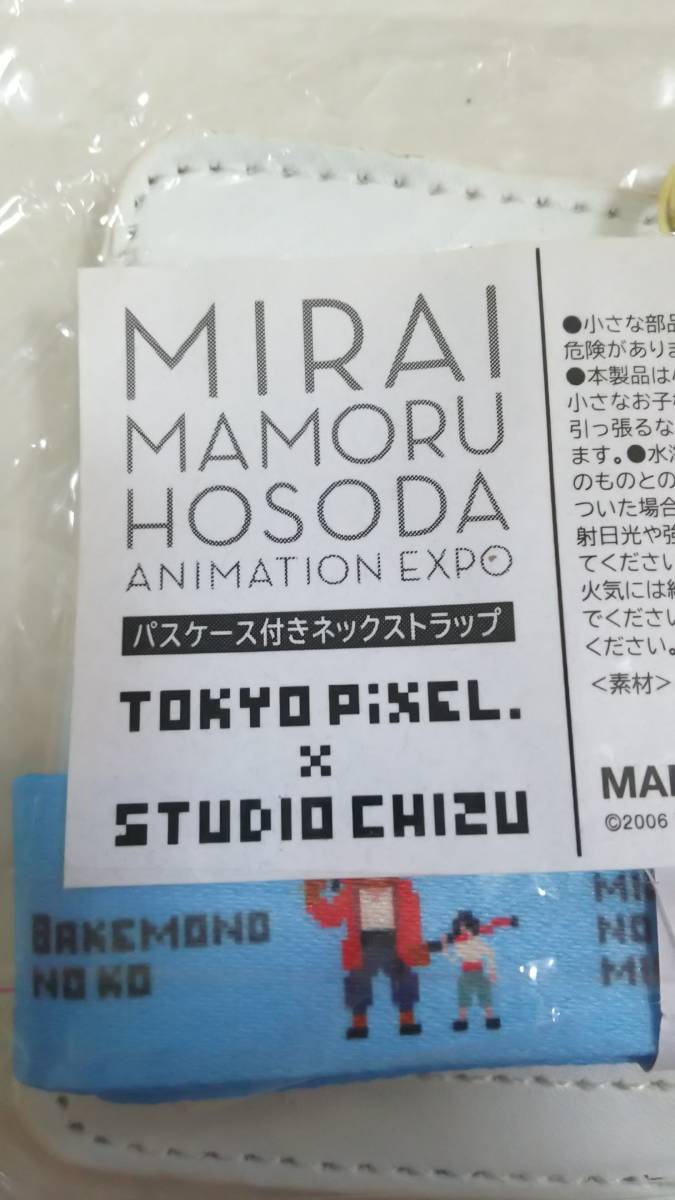 MIRAI
MAMORU
HOSODA
ANIMATION EXPO
パスケース付きネックストラップ
TOKYO PiXEL.
×
STUDIO CHIZU
●小さな部品
危険があります
●本製品は
小さなお子
引っ張るな
ます。●水
のものとの
ついた場合
射日光や強
てください
火気には絶
でください
ください。
<素材>
MA
©2006
BAKEMONO
NO KO
MI
NO
M